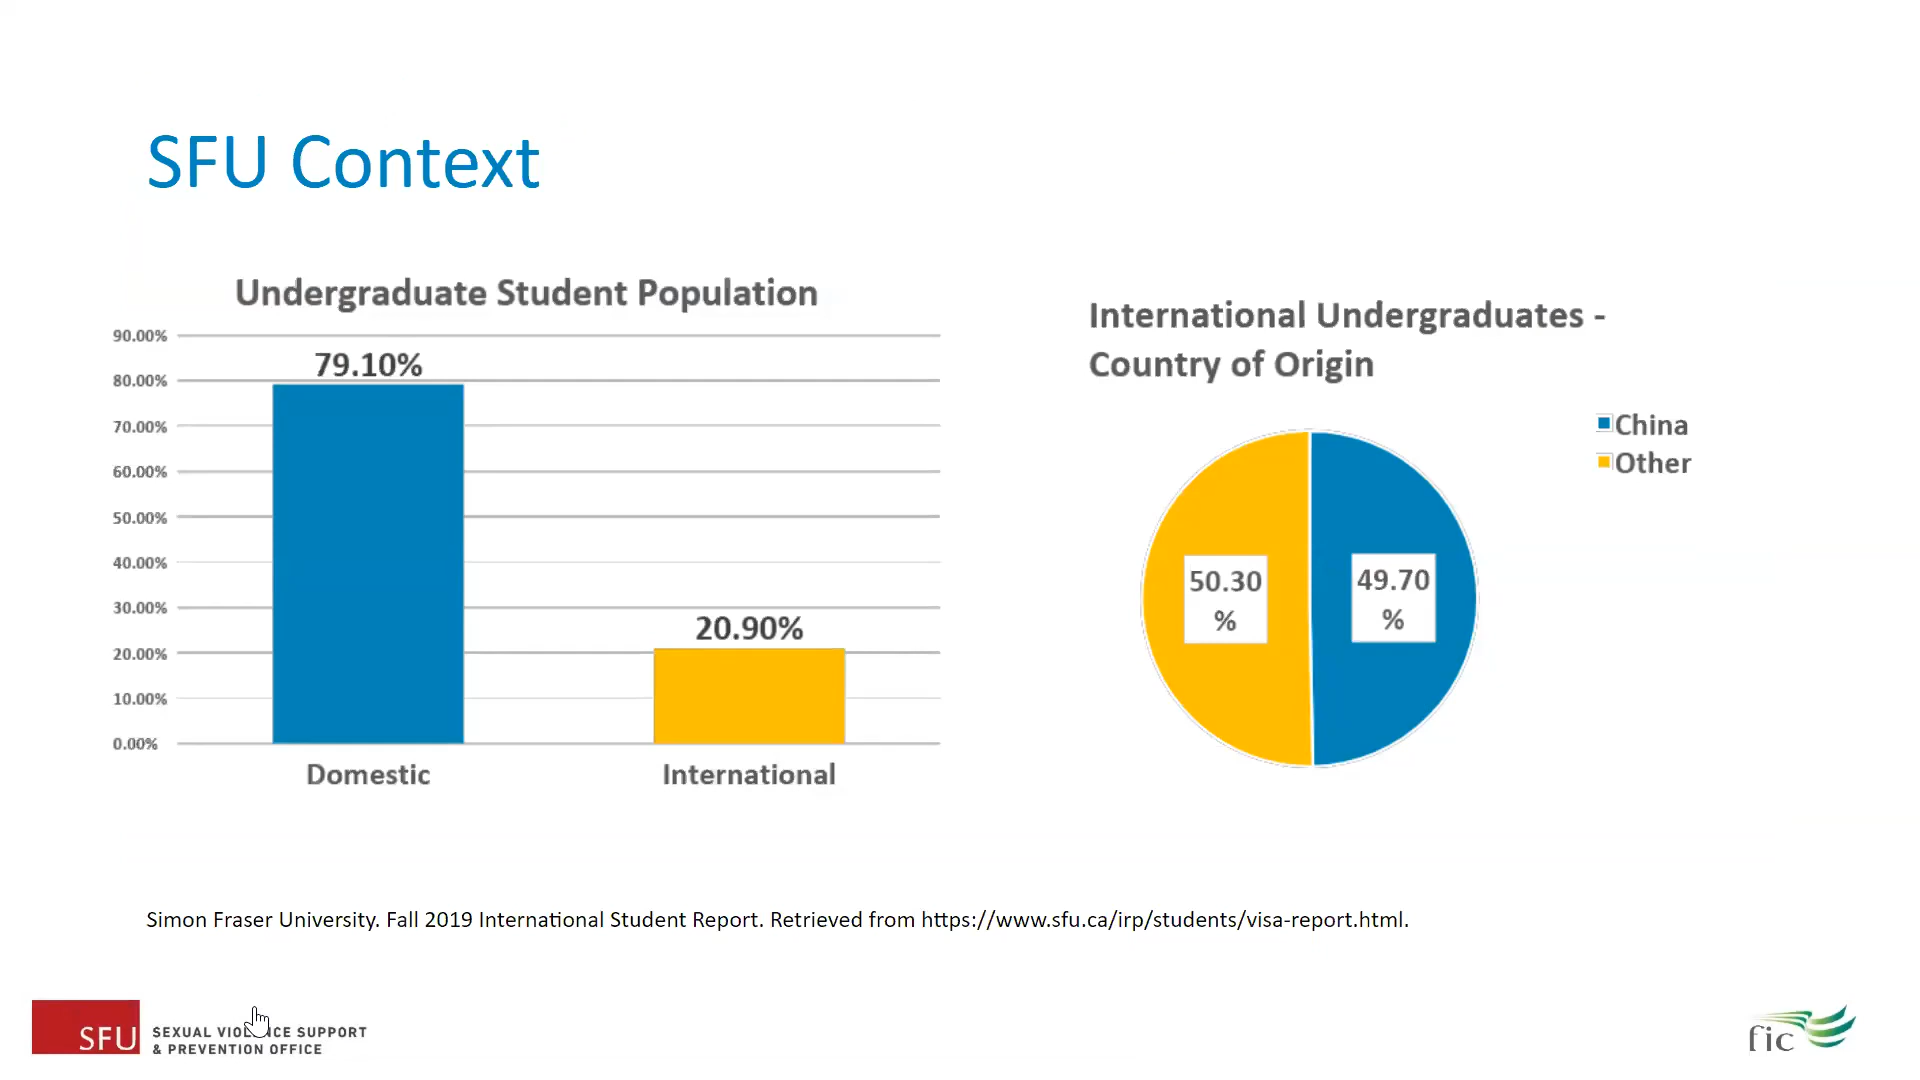 SFU Context
Undergraduate Student Population
90.00%
80.00%
70.00%
60.00%
50.00%
40.00%
30.00%
20.00%
10.00%
0.00%
79.10%
20.90%
Domestic
International
International Undergraduates -
Country of Origin
China
Other
50.30
%
49.70
%
Simon Fraser University. Fall 2019 International Student Report. Retrieved from https://www.sfu.ca/irp/students/visa-report.html.
SFU
SEXUAL VIOLENCE SUPPORT
& PREVENTION OFFICE
fic